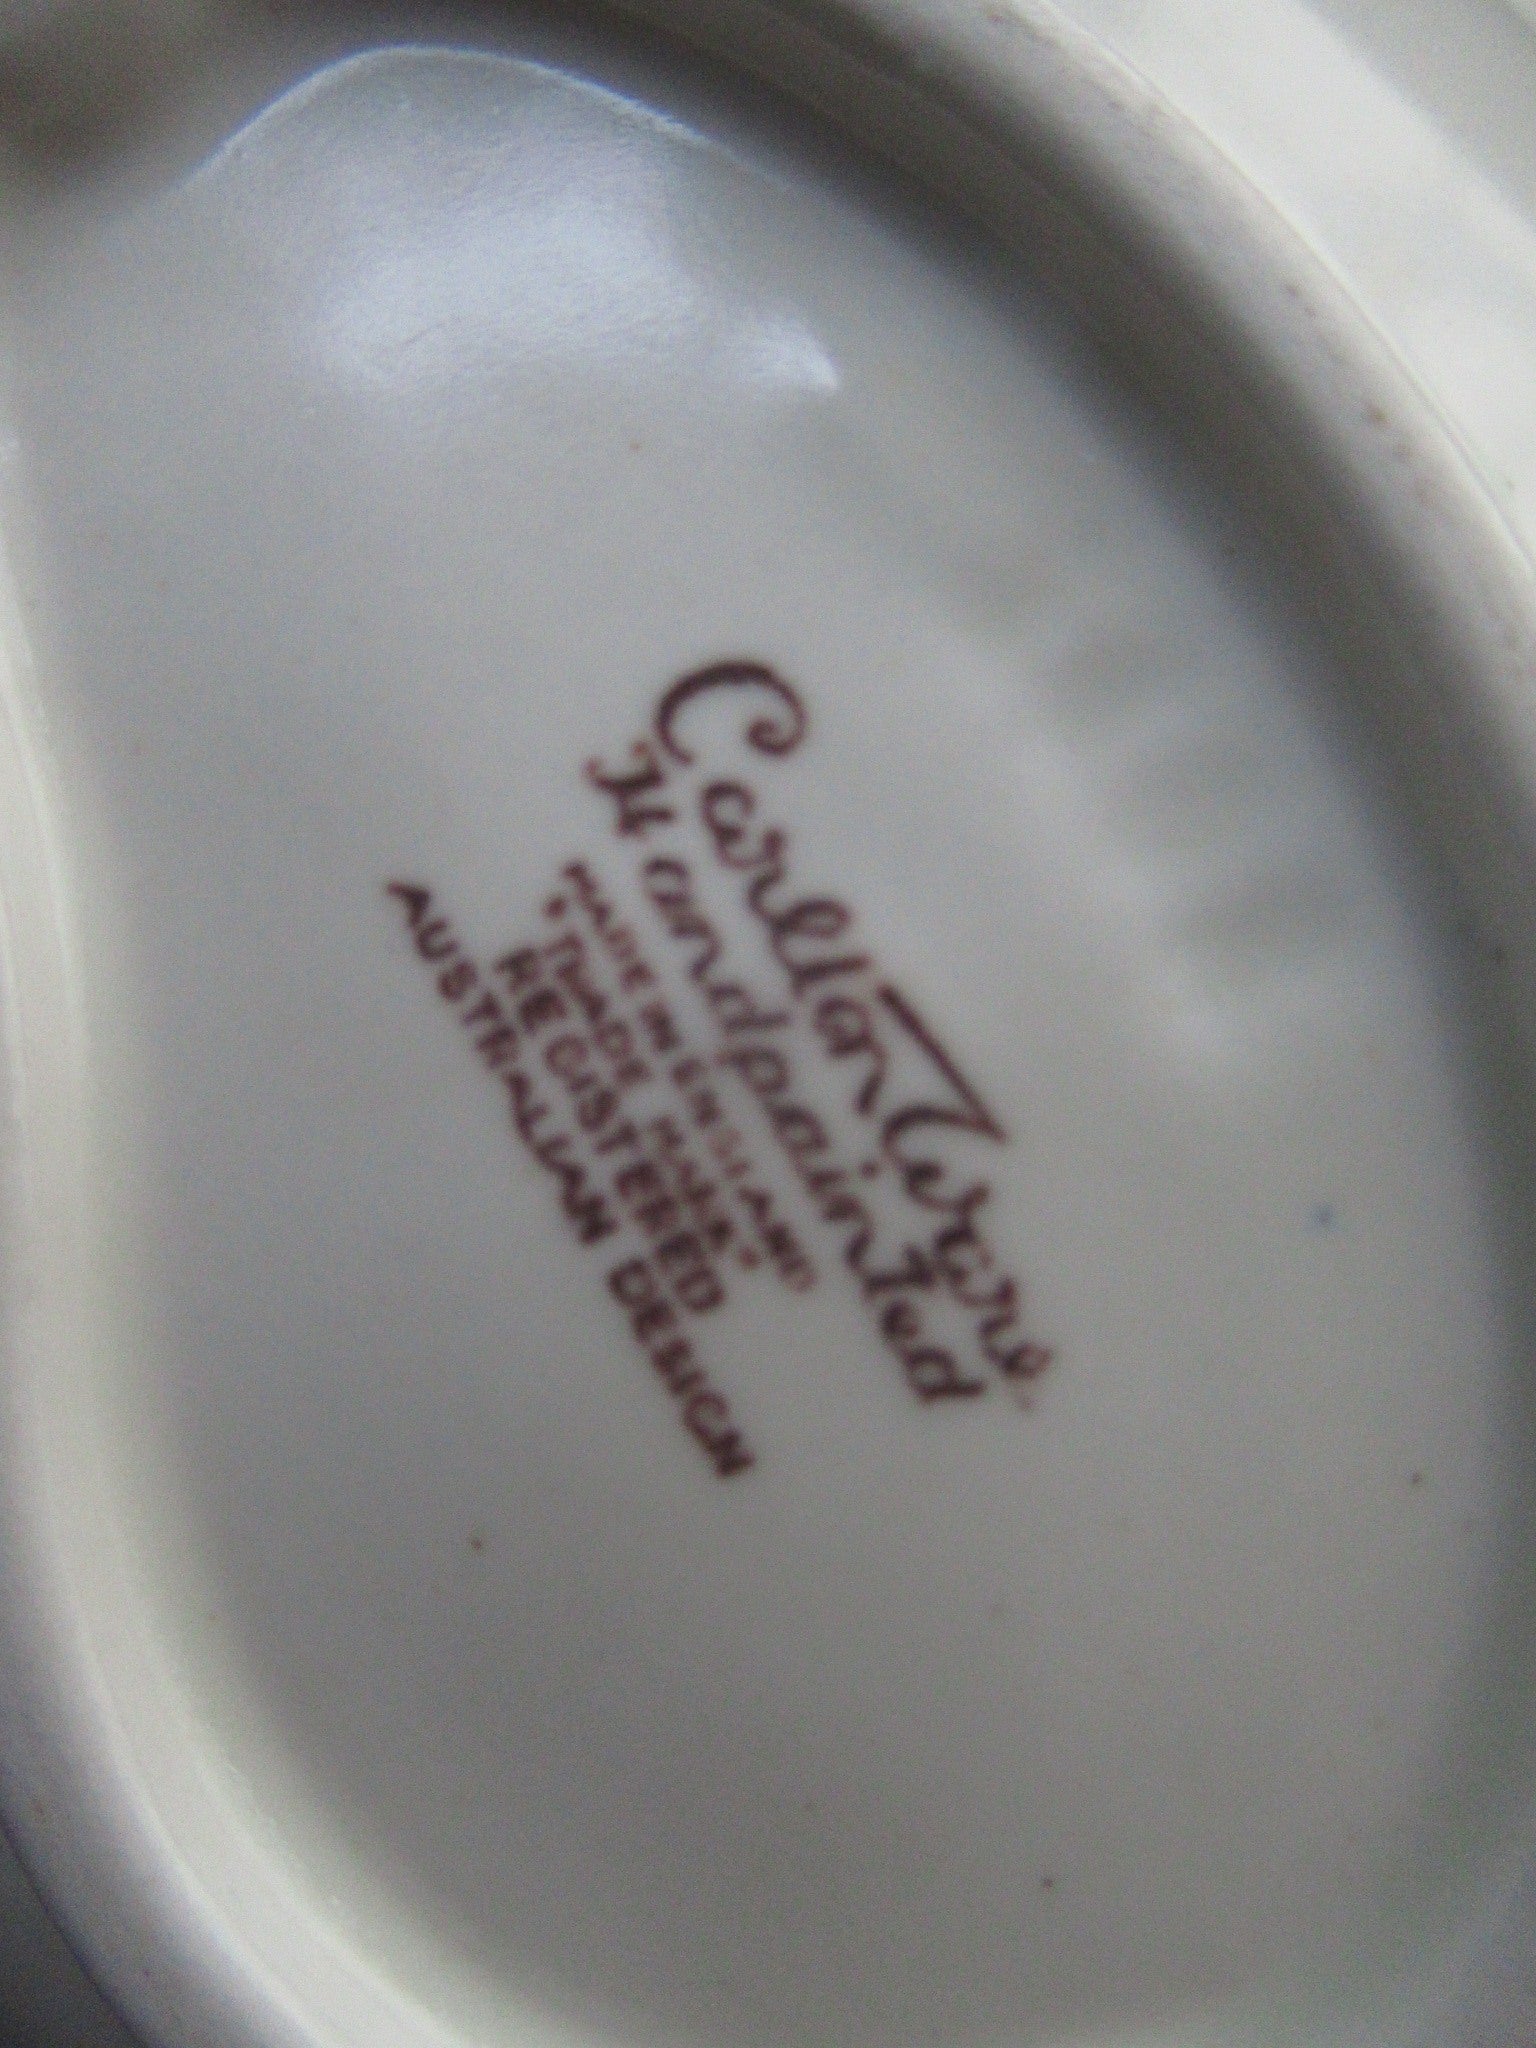 Carlton Ware
Handpainted
MADE IN ENGLAND
"TRADE MARK"
REGISTERED
AUSTRALIAN DESIGN